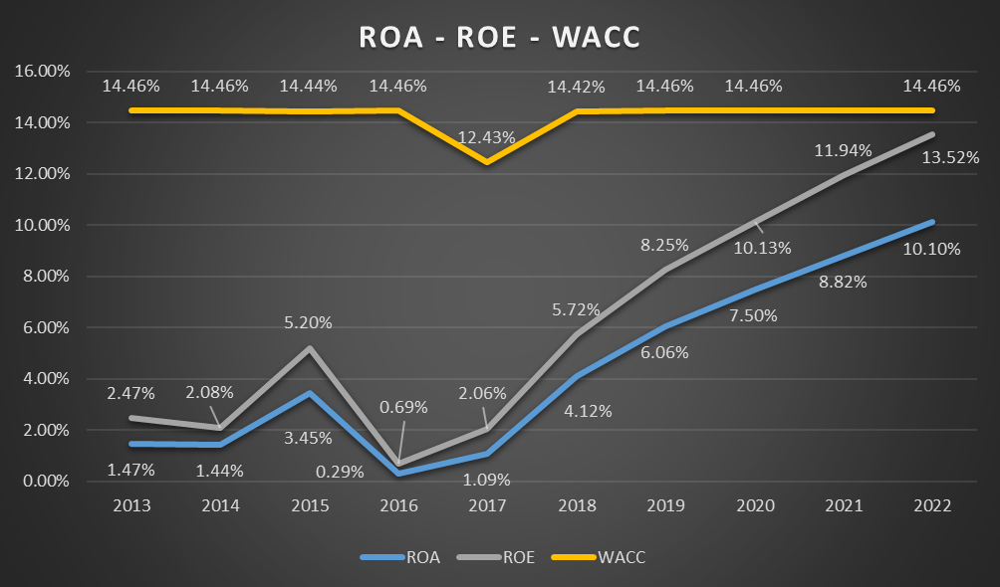 ROA - ROE - WACC
16.00%
14.46% 14.46% 14.44% 14.46% 14.42% 14.46% 14.46% 14.46%
14.00%
12.43%
11.94%
13.52%
12.00%
10.00%
8.25% 10.13% 10.10%
8.00%
8.82%
5.20% 5.72% 7.50%
6.00%
6.06%
4.00%
2.47% 2.08% 0.69% 2.06% 4.12%
2.00%
3.45%
1.47% 1.44% 0.29% 1.09%
0.00%
2013 2014 2015 2016 2017 2018 2019 2020 2021 2022
ROA ROE WACC